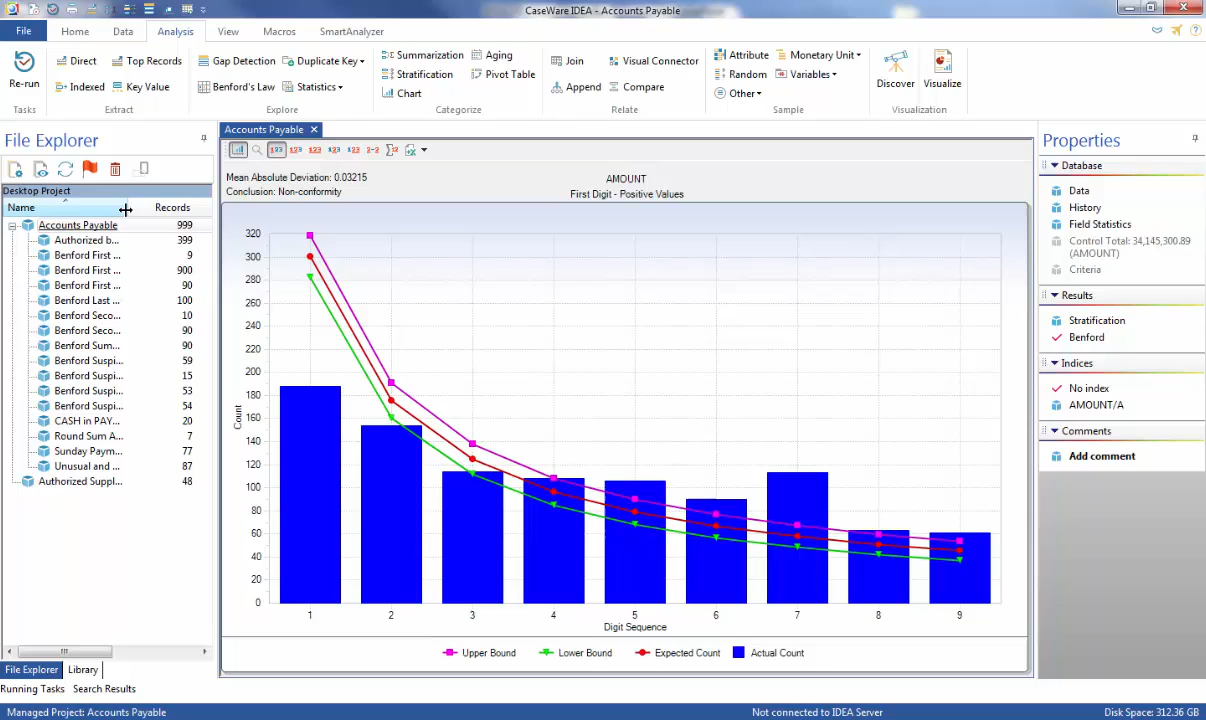 CaseWare IDEA - Accounts Payable
File Home Data Analysis View Macros SmartAnalyzer
Re-run
Tasks
Direct Top Records
Indexed Key Value
Extract
Gap Detection Duplicate Key
Benford's Law Statistics
Explore
Summarization Aging
Stratification Pivot Table
Chart
Categorize
Join Visual Connector
Append Compare
Relate
Attribute Monetary Unit
Random Variables
Other
Sample
Discover Visualize
Visualization
File Explorer
Desktop Project
Name Records
Accounts Payable 999
Authorized b... 399
Benford First ... 9
Benford First ... 900
Benford First ... 90
Benford Last ... 100
Benford Seco... 10
Benford Seco... 90
Benford Sum... 90
Benford Suspi... 59
Benford Suspi... 15
Benford Suspi... 53
Benford Suspi... 54
CASH in PAY... 20
Round Sum A... 7
Sunday Paym... 77
Unusual and ... 87
Authorized Suppl... 48
File Explorer Library
Running Tasks Search Results
Accounts Payable
Mean Absolute Deviation: 0.03215
Conclusion: Non-conformity
AMOUNT
First Digit - Positive Values
Count
320
300
280
260
240
220
200
180
160
140
120
100
80
60
40
20
0
1 2 3 4 5 6 7 8 9
Digit Sequence
Upper Bound Lower Bound Expected Count Actual Count
Properties
Database
Data
History
Field Statistics
Control Total: 34,145,300.89
(AMOUNT)
Criteria
Results
Stratification
Benford
Indices
No index
AMOUNT/A
Comments
Add comment
Managed Project: Accounts Payable Not connected to IDEA Server Disk Space: 312.36 GB